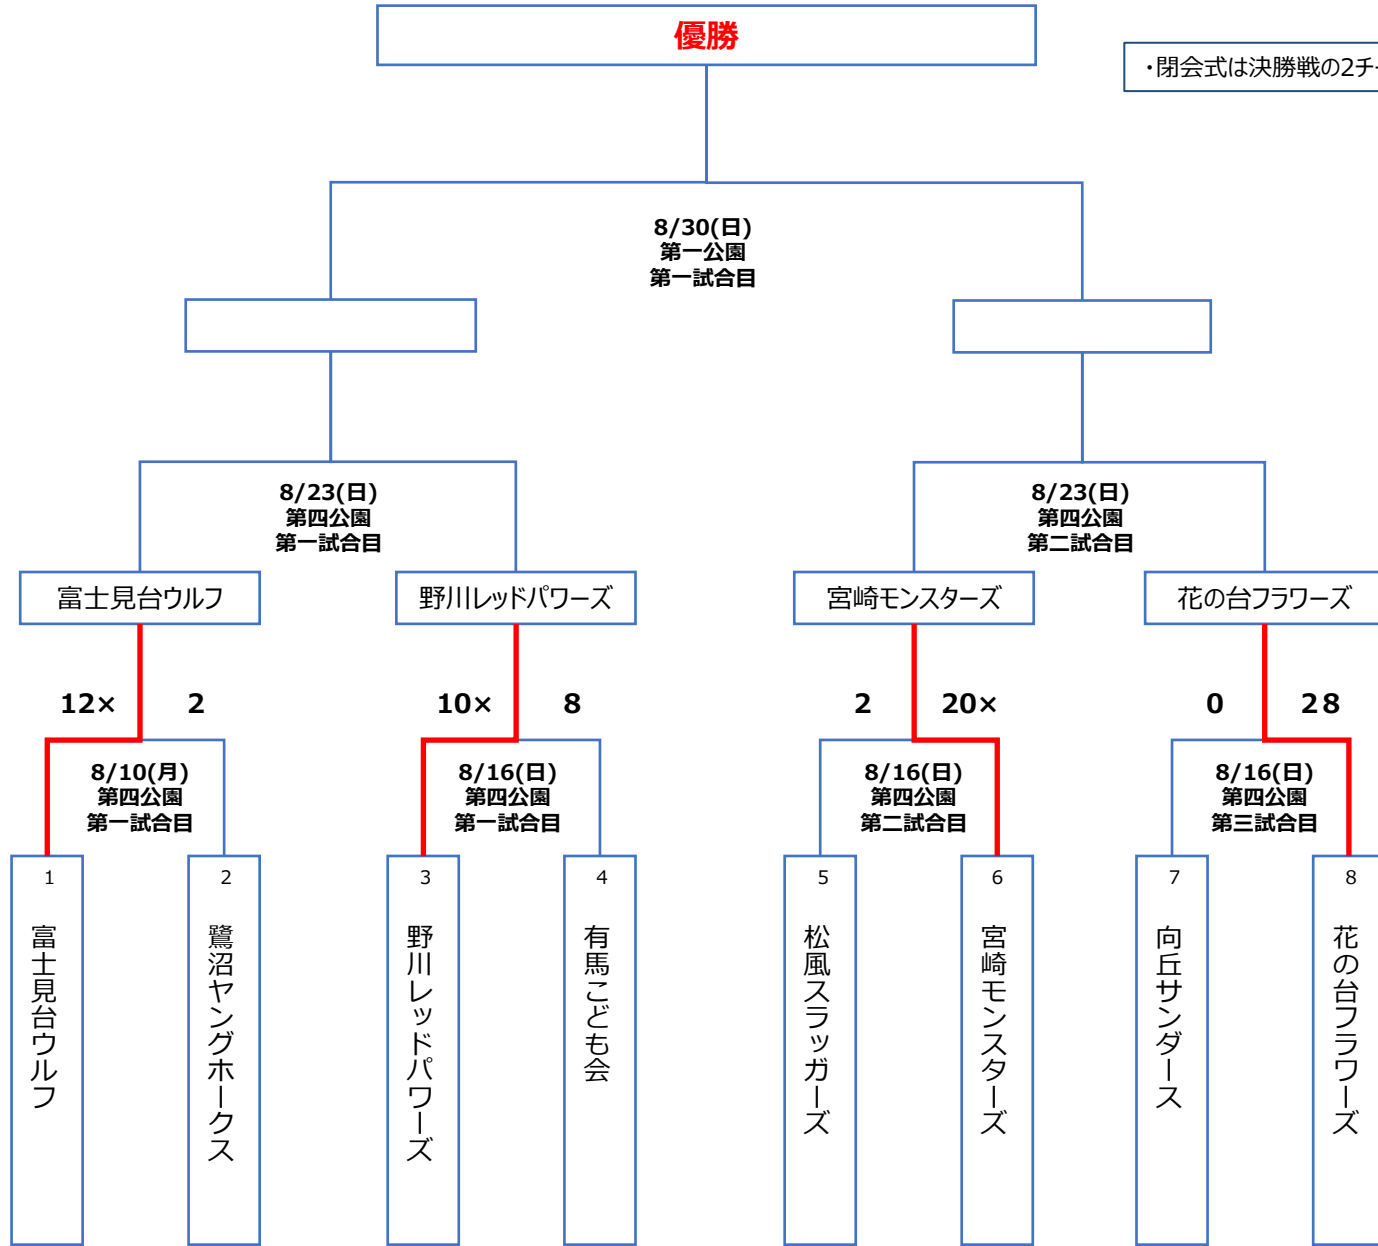 優勝
・閉会式は決勝戦の2チ
8/30(日)
第一公園
第一試合目
8/23(日)
第四公園
第一試合目
8/23(日)
第四公園
第二試合目
富士見台ウルフ
野川レッドパワーズ
宮崎モンスターズ
花の台フラワーズ
12× 2
10× 8
2 20×
0 28
8/10(月)
第四公園
第一試合目
8/16(日)
第四公園
第一試合目
8/16(日)
第四公園
第二試合目
8/16(日)
第四公園
第三試合目
1
富士見台ウルフ
2
鷺沼ヤングホークス
3
野川レッドパワーズ
4
有馬こども会
5
松風スラッガーズ
6
宮崎モンスターズ
7
向丘サンダース
8
花の台フラワーズ